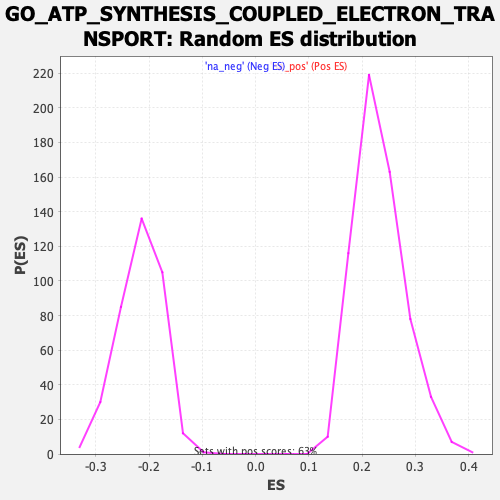 GO_ATP_SYNTHESIS_COUPLED_ELECTRON_TRA
NSPORT: Random ES distribution
'na_neg' (Neg ES)_pos' (Pos ES)
220
200
180
160
140
120
100
80
60
40
20
0
P(ES)
Sets with pos scores: 63%
-0.3 -0.2 -0.1 0.0 0.1 0.2 0.3 0.4
ES